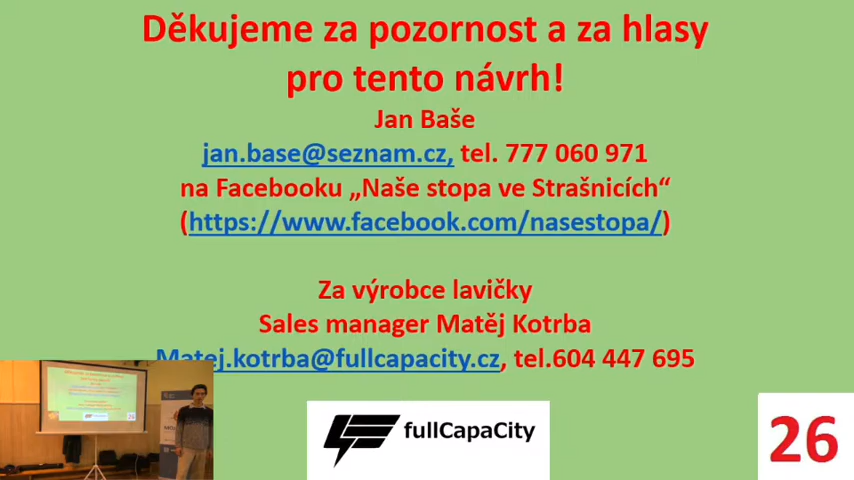 Děkujeme za pozornost a za hlasy
pro tento návrh!
Jan Baše
jan.base@seznam.cz, tel. 777 060 971
na Facebooku „Naše stopa ve Strašnicích“
(https://www.facebook.com/nasestopa/)
Za výrobce lavičky
Sales manager Matěj Kotrba
Matej.kotrba@fullcapacity.cz, tel.604 447 695
fullCapaCity
26